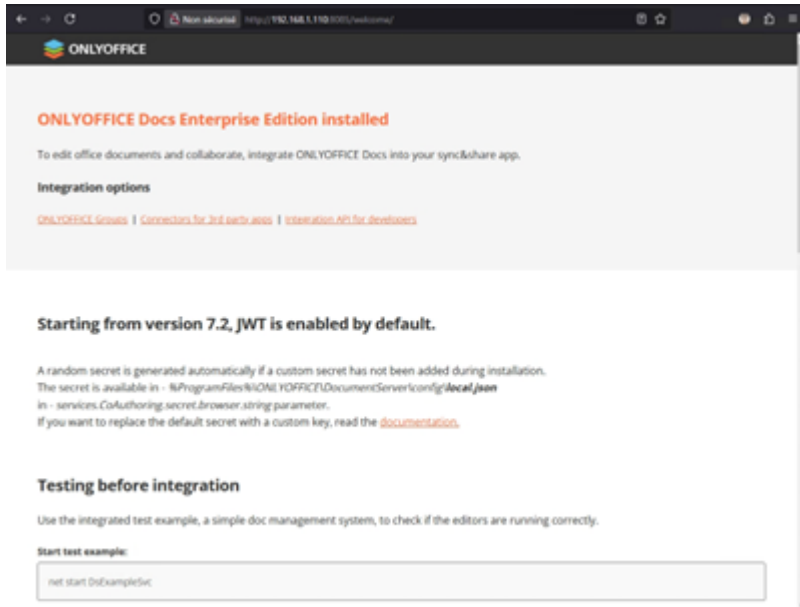 Non sécurisé http://192.168.1.110:8085/welcome/
ONLYOFFICE
ONLYOFFICE Docs Enterprise Edition installed
To edit office documents and collaborate, integrate ONLYOFFICE Docs into your sync&share app.
Integration options
ONLYOFFICE Groups | Connectors for 3rd party apps | Integration API for developers
Starting from version 7.2, JWT is enabled by default.
A random secret is generated automatically if a custom secret has not been added during installation.
The secret is available in - %ProgramFiles%\ONLYOFFICE\DocumentServer\config\local.json
in - services.CoAuthoring.secret.browser.string parameter.
If you want to replace the default secret with a custom key, read the documentation.
Testing before integration
Use the integrated test example, a simple doc management system, to check if the editors are running correctly.
Start test example:
net start DsExampleSvc